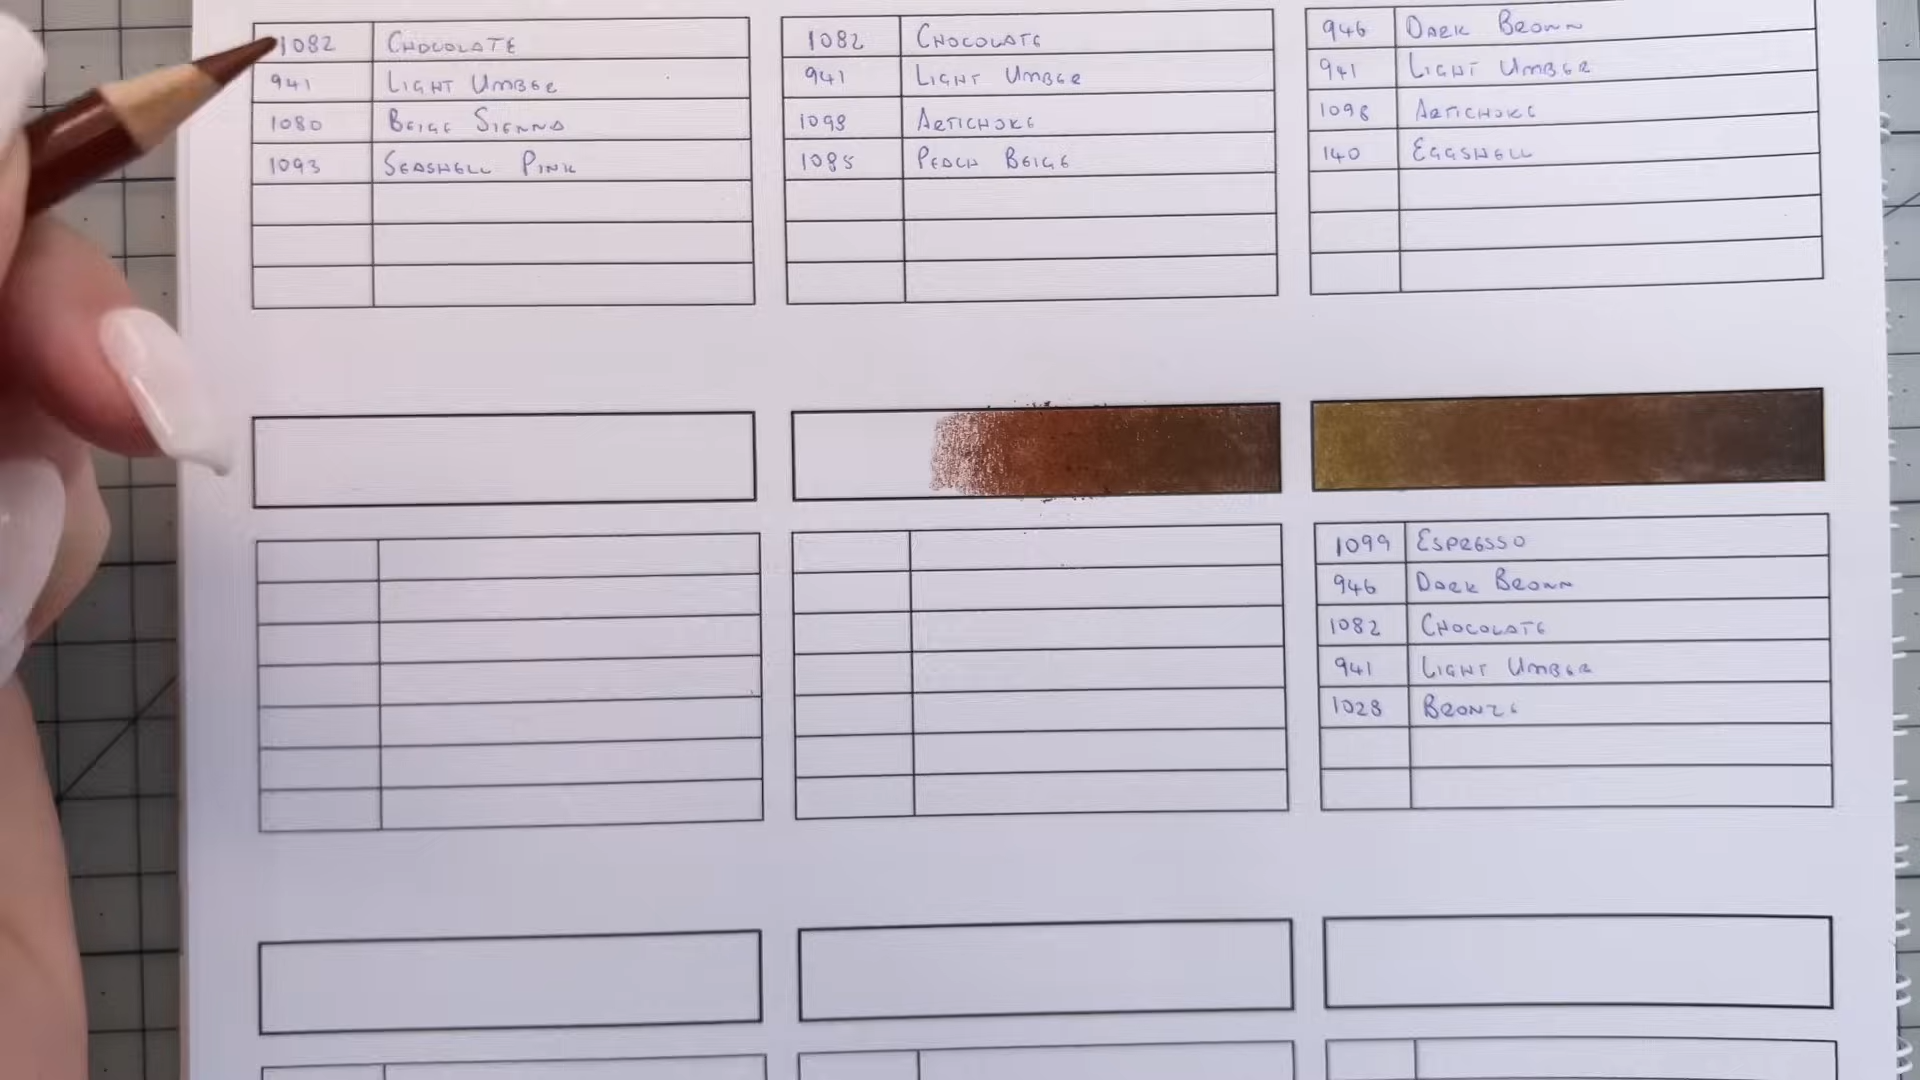 1082 CHOCOLATE
941 LIGHT UMBER
1080 BEIGE SIENNA
1093 SEASHELL PINK
1082 CHOCOLATE
941 LIGHT UMBER
1098 ARTICHOKE
1085 PEACH BEIGE
946 DARK BROWN
941 LIGHT UMBER
1098 ARTICHOKE
140 EGGSHELL
1099 ESPRESSO
946 DARK BROWN
1082 CHOCOLATE
941 LIGHT UMBER
1028 BRONZE